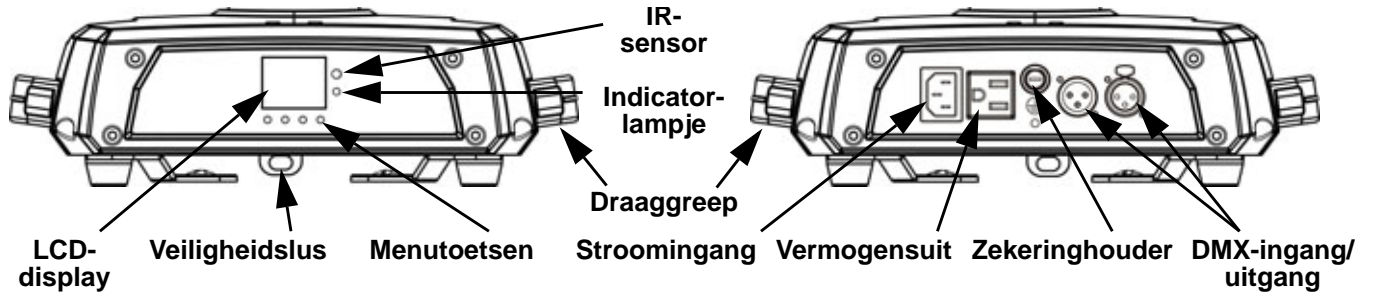 IR-
sensor
Indicator-
lampje
Draaggreep
LCD-
display
Veiligheidslus
Menutoetsen
Stroomingang
Vermogensuit
Zekeringhouder
DMX-ingang/
uitgang